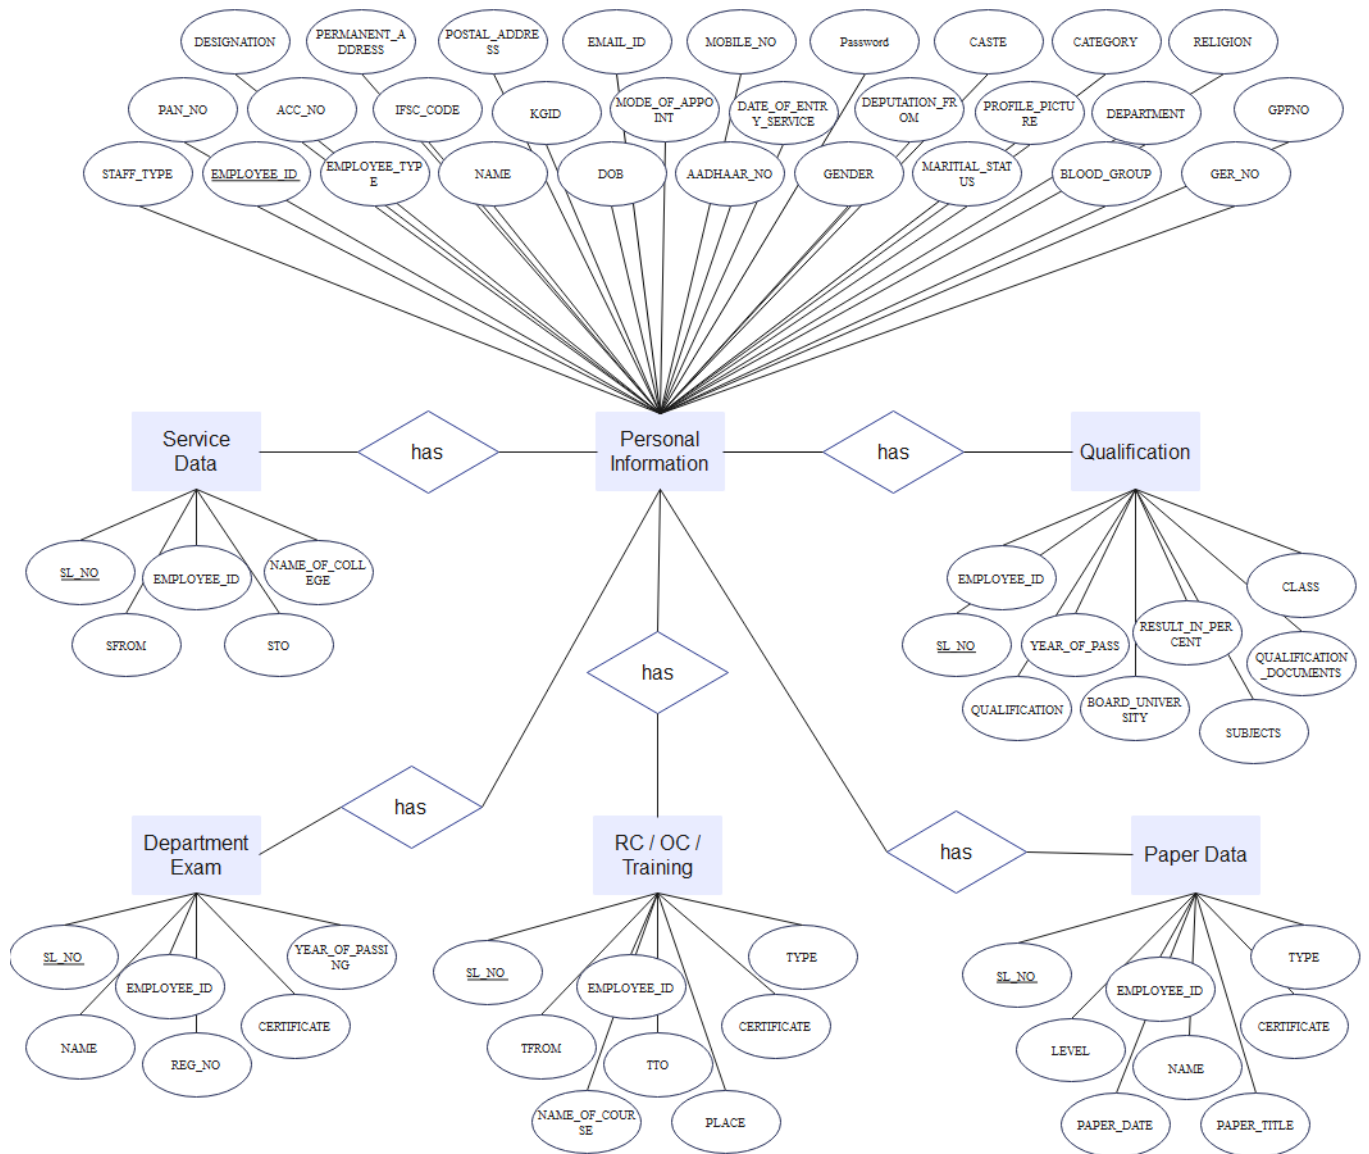 DESIGNATION
PERMANENT_A
DDRESS
POSTAL_ADDRE
SS
EMAIL_ID
MOBILE_NO
Password
CASTE
CATEGORY
RELIGION
PAN_NO
ACC_NO
IFSC_CODE
KGID
MODE_OF_APPO
INT
DATE_OF_ENTR
Y_SERVICE
DEPUTATION_FR
OM
PROFILE_PICTU
RE
DEPARTMENT
GPFNO
STAFF_TYPE
EMPLOYEE_ID
EMPLOYEE_TYP
E
NAME
DOB
AADHAAR_NO
GENDER
MARITIAL_STAT
US
BLOOD_GROUP
GER_NO
Service
Data
has
Personal
Information
has
Qualification
SL_NO
EMPLOYEE_ID
NAME_OF_COLL
EGE
SFROM
STO
has
EMPLOYEE_ID
CLASS
SL_NO
YEAR_OF_PASS
RESULT_IN_PER
CENT
QUALIFICATION
_DOCUMENTS
QUALIFICATION
BOARD_UNIVER
SITY
SUBJECTS
has
has
Department
Exam
RC / OC /
Training
Paper Data
SL_NO
EMPLOYEE_ID
YEAR_OF_PASSI
NG
NAME
REG_NO
CERTIFICATE
SL_NO
EMPLOYEE_ID
TYPE
TFROM
TTO
CERTIFICATE
NAME_OF_COUR
SE
PLACE
SL_NO
EMPLOYEE_ID
TYPE
LEVEL
NAME
CERTIFICATE
PAPER_DATE
PAPER_TITLE